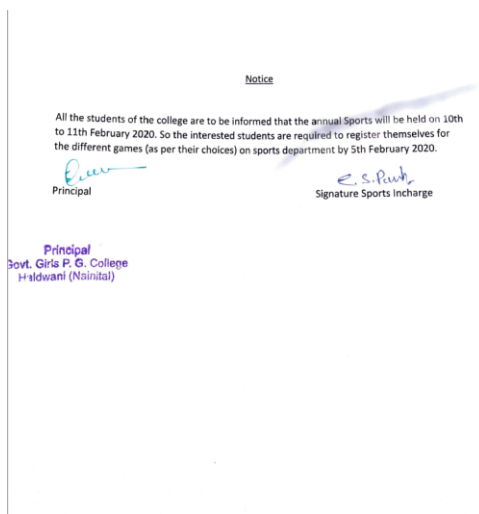 Notice
All the students of the college are to be informed that the annual Sports will be held on 10th
to 11th February 2020. So the interested students are required to register themselves for
the different games (as per their choices) on sports department by 5th February 2020.
Principal
Signature Sports Incharge
Principal
Govt. Girls P. G. College
Haldwani (Nainital)